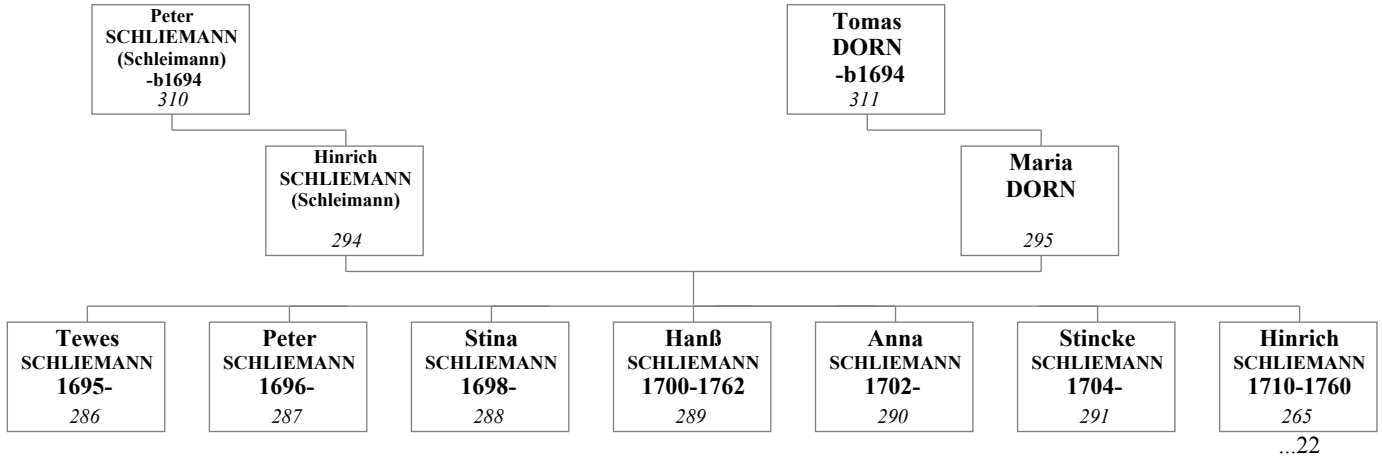 Peter
SCHLIEMANN
(Schleimann)
-b1694
310
Tomas
DORN
-b1694
311
Hinrich
SCHLIEMANN
(Schleimann)
294
Maria
DORN
295
Tewes
SCHLIEMANN
1695-
286
Peter
SCHLIEMANN
1696-
287
Stina
SCHLIEMANN
1698-
288
Hanß
SCHLIEMANN
1700-1762
289
Anna
SCHLIEMANN
1702-
290
Stincke
SCHLIEMANN
1704-
291
Hinrich
SCHLIEMANN
1710-1760
265
...22